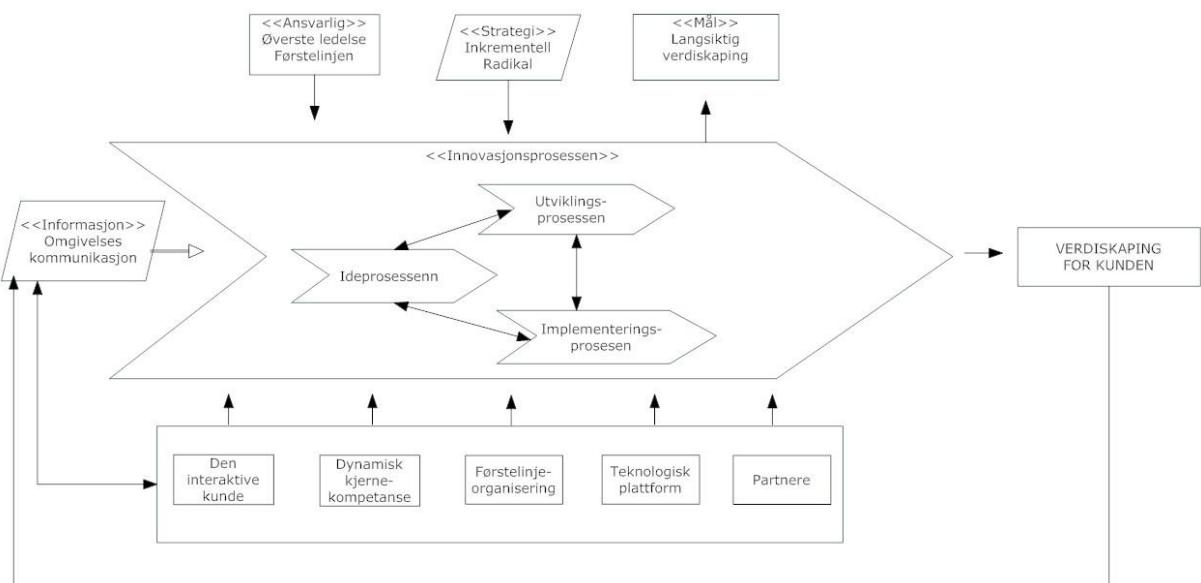 <<Ansvarlig>>
Øverste ledelse
Førstelinjen
<<Strategi>>
Inkrementell
Radikal
<<Mål>>
Langsiktig
verdiskaping
<<Innovasjonsprosessen>>
Utviklings-
prosessen
<<Informasjon>>
Omgivelses
kommunikasjon
Ideprosessenn
VERDISKAPING
FOR KUNDEN
Implementerings-
prosesen
Den
interaktive
kunde
Dynamisk
kjerne-
kompetanse
Førstelinje-
organisering
Teknologisk
plattform
Partnere